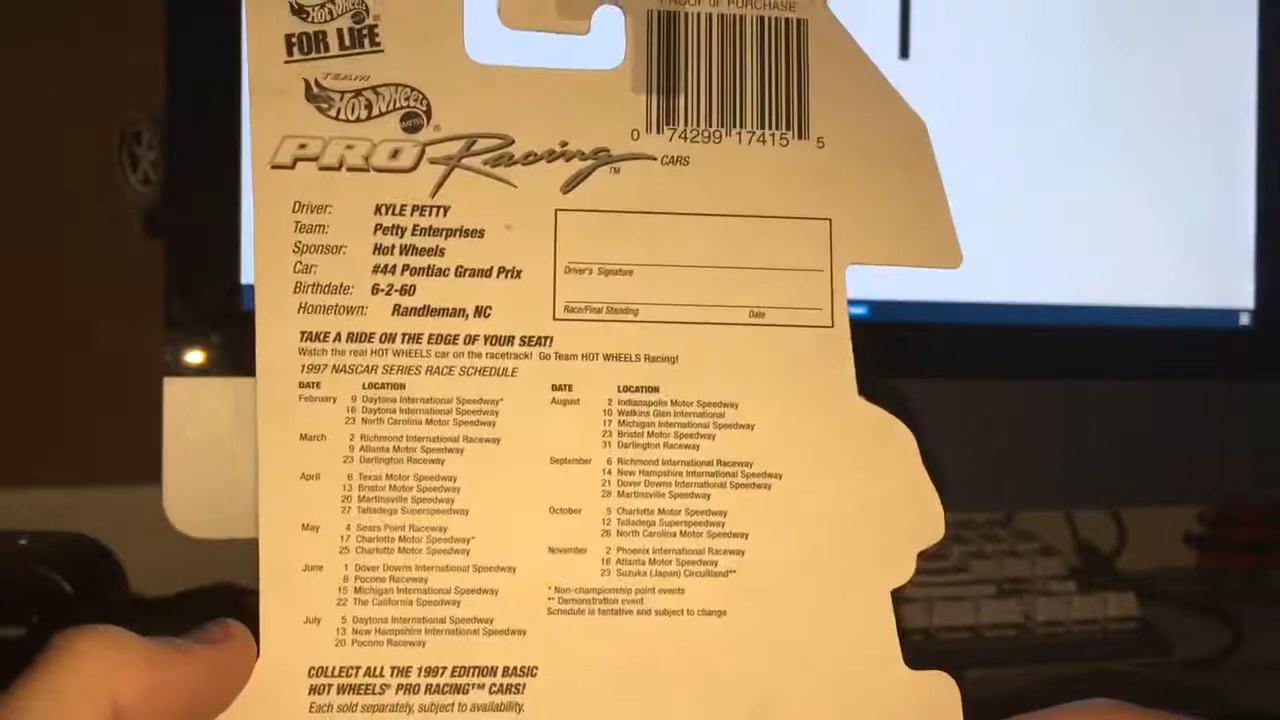 Hot Wheels
FOR LIFE
PROOF OF PURCHASE
0 74299 17415 5
TEAM
Hot Wheels
MATTEL
PRO Racing™ CARS
Driver: KYLE PETTY
Team: Petty Enterprises
Sponsor: Hot Wheels
Car: #44 Pontiac Grand Prix
Birthdate: 6-2-60
Hometown: Randleman, NC
Driver's Signature
Race/Final Standing Date
TAKE A RIDE ON THE EDGE OF YOUR SEAT!
Watch the real HOT WHEELS car on the racetrack! Go Team HOT WHEELS Racing!
1997 NASCAR SERIES RACE SCHEDULE
DATE LOCATION
February 9 Daytona International Speedway*
16 Daytona International Speedway
23 North Carolina Motor Speedway
March 2 Richmond International Raceway
9 Atlanta Motor Speedway
23 Darlington Raceway
April 6 Texas Motor Speedway
13 Bristol Motor Speedway
20 Martinsville Speedway
27 Talladega Superspeedway
May 4 Sears Point Raceway
17 Charlotte Motor Speedway*
25 Charlotte Motor Speedway
June 1 Dover Downs International Speedway
8 Pocono Raceway
15 Michigan International Speedway
22 The California Speedway
July 5 Daytona International Speedway
13 New Hampshire International Speedway
20 Pocono Raceway
DATE LOCATION
August 2 Indianapolis Motor Speedway
10 Watkins Glen International
17 Michigan International Speedway
23 Bristol Motor Speedway
31 Darlington Raceway
September 6 Richmond International Raceway
14 New Hampshire International Speedway
21 Dover Downs International Speedway
28 Martinsville Speedway
October 5 Charlotte Motor Speedway
12 Talladega Superspeedway
26 North Carolina Motor Speedway
November 2 Phoenix International Raceway
16 Atlanta Motor Speedway
23 Suzuka (Japan) Circuitland**
* Non-championship point events
** Demonstration event
Schedule is tentative and subject to change
COLLECT ALL THE 1997 EDITION BASIC
HOT WHEELS® PRO RACING™ CARS!
Each sold separately, subject to availability.